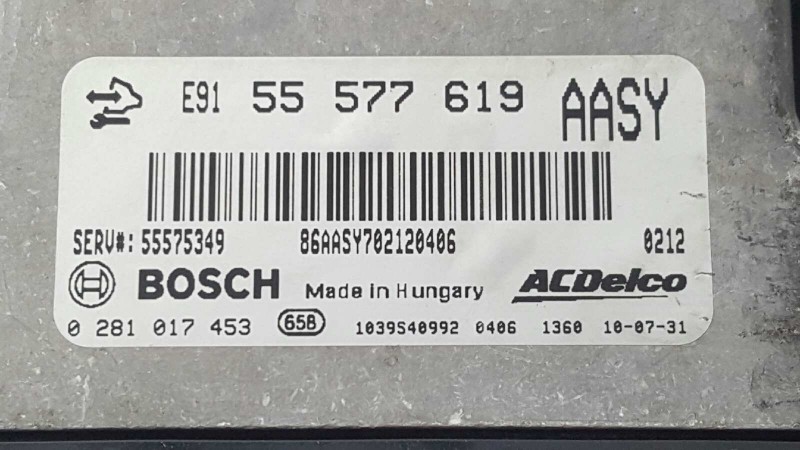 E91 55 577 619 AASY
SERV#: 55575349 86AASY702120406 0212
BOSCH Made in Hungary ACDelco
0 281 017 453 65B 1039S40992 0406 1360 10-07-31